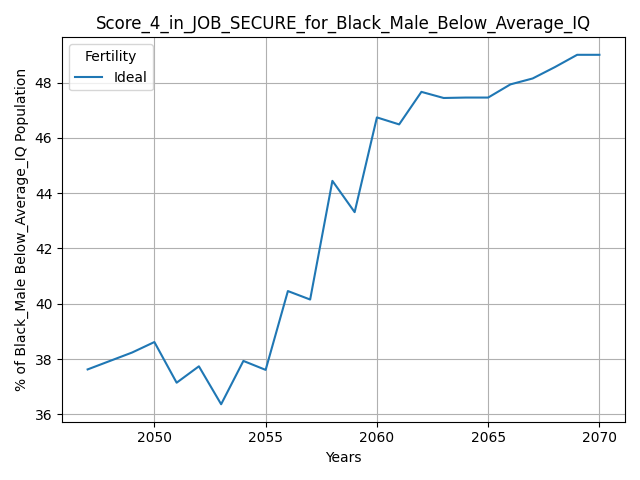 Score_4_in_JOB_SECURE_for_Black_Male_Below_Average_IQ
Fertility
Ideal
% of Black_Male Below_Average_IQ Population
48
46
44
42
40
38
36
2050
2055
2060
2065
2070
Years